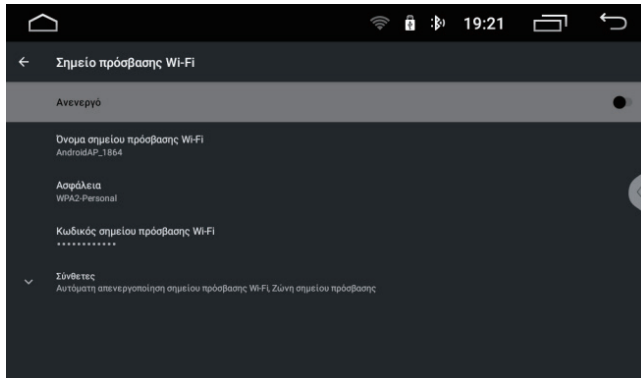 19:21
Σημείο πρόσβασης Wi-Fi
Ανενεργό
Όνομα σημείου πρόσβασης Wi-Fi
AndroidAP_1864
Ασφάλεια
WPA2-Personal
Κωδικός σημείου πρόσβασης Wi-Fi
••••••••••••
Σύνθετες
Αυτόματη απενεργοποίηση σημείου πρόσβασης Wi-Fi, Ζώνη σημείου πρόσβασης